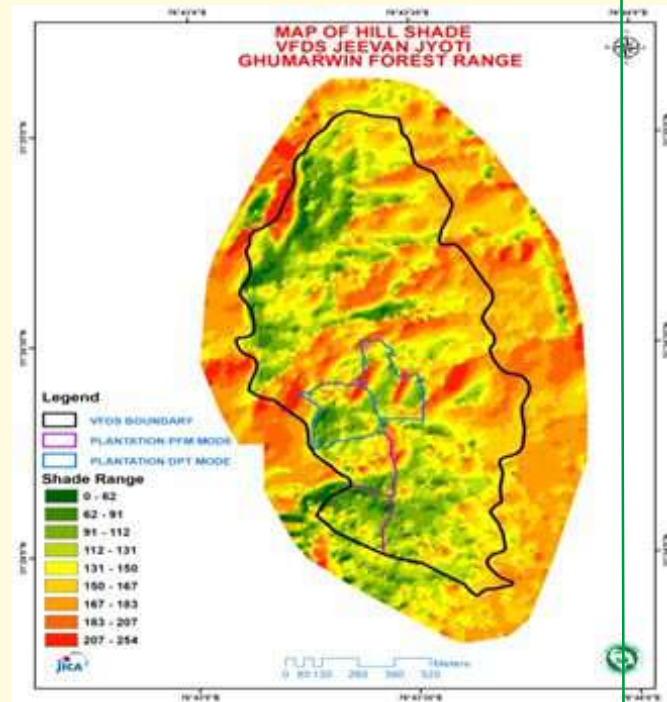 MAP OF HILL SHADE
VFDS JEEVAN JYOTI
GHUMARWIN FOREST RANGE
Legend
VFDS BOUNDARY
PLANTATION PFM MODE
PLANTATION DPT MODE
Shade Range
0 - 62
62 - 91
91 - 112
112 - 131
131 - 150
150 - 167
167 - 183
183 - 207
207 - 254
JICA
Meters